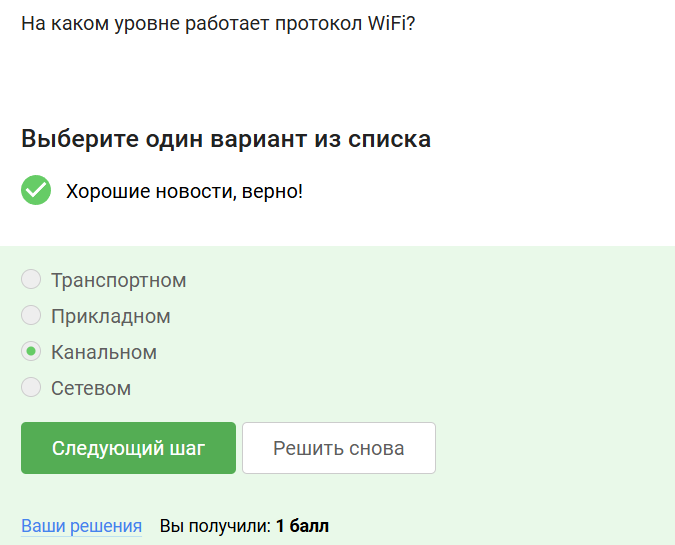 На каком уровне работает протокол WiFi?
Выберите один вариант из списка
Хорошие новости, верно!
Транспортном
Прикладном
Канальном
Сетевом
Следующий шаг Решить снова
Ваши решения Вы получили: 1 балл